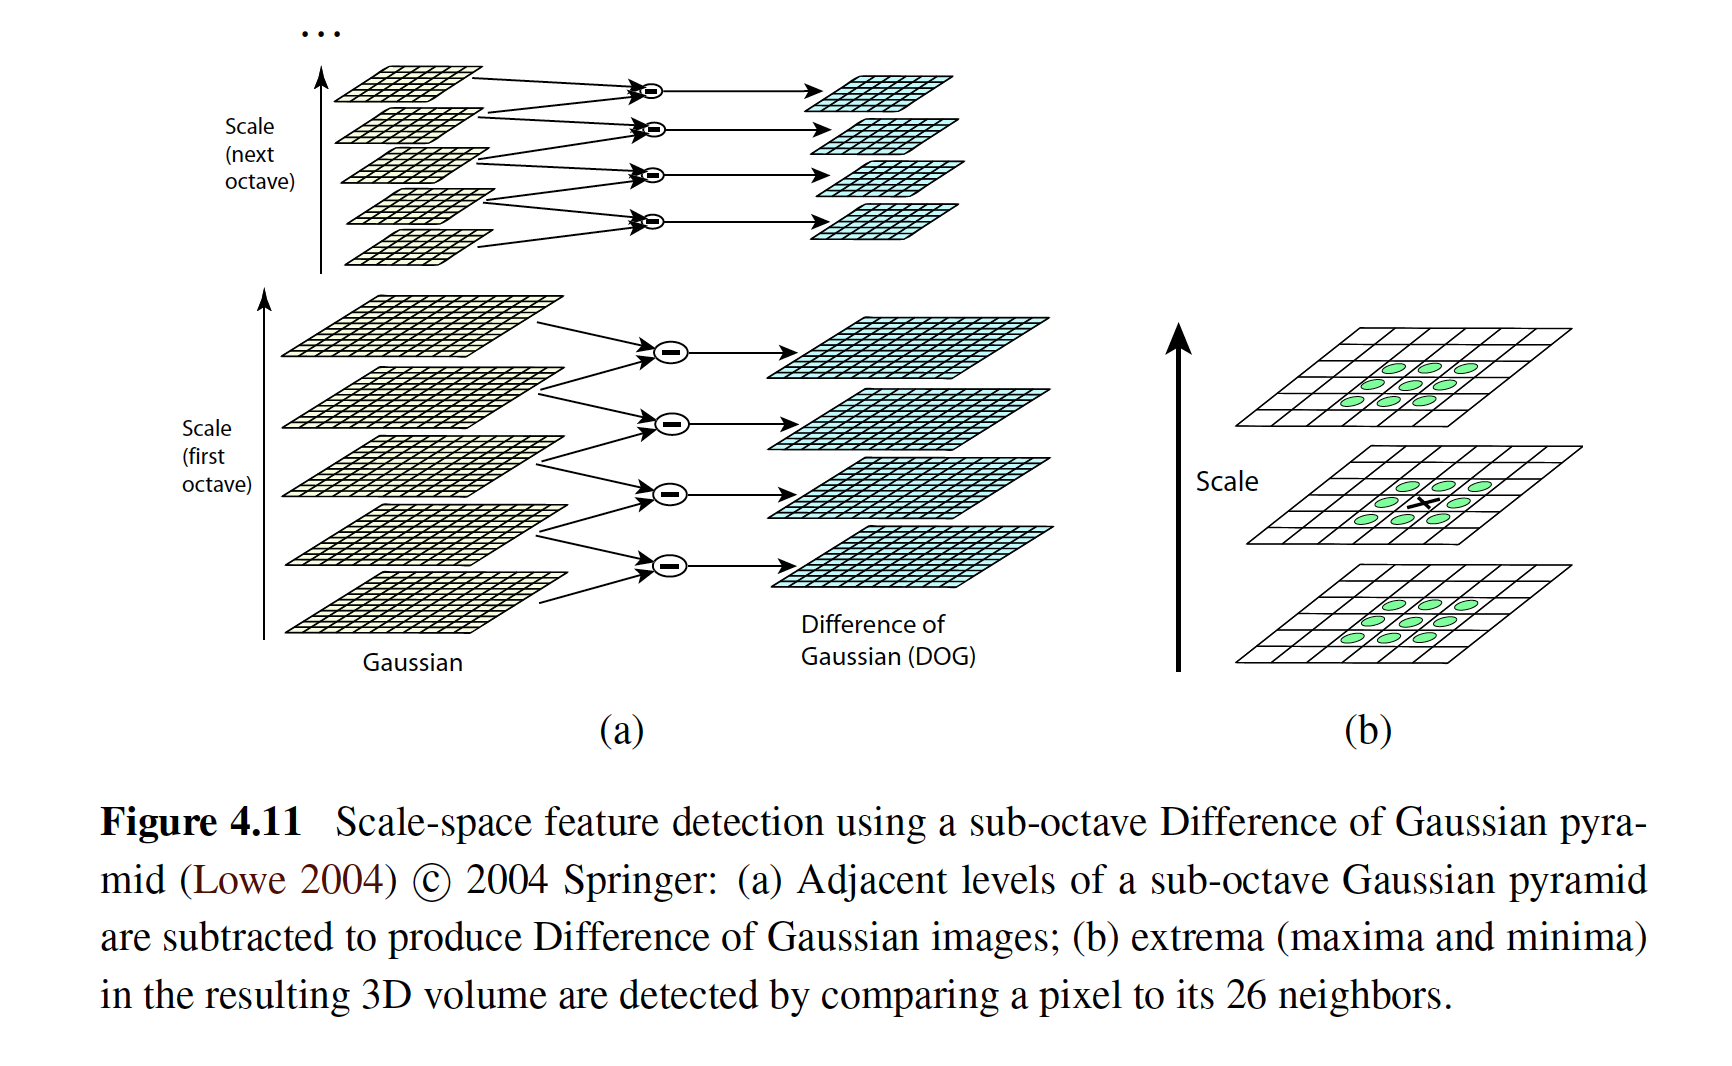 ...
Scale
(next
octave)
Scale
(first
octave)
Gaussian
Difference of
Gaussian (DOG)
Scale
(a)
(b)
Figure 4.11 Scale-space feature detection using a sub-octave Difference of Gaussian pyra-
mid (Lowe 2004) © 2004 Springer: (a) Adjacent levels of a sub-octave Gaussian pyramid
are subtracted to produce Difference of Gaussian images; (b) extrema (maxima and minima)
in the resulting 3D volume are detected by comparing a pixel to its 26 neighbors.